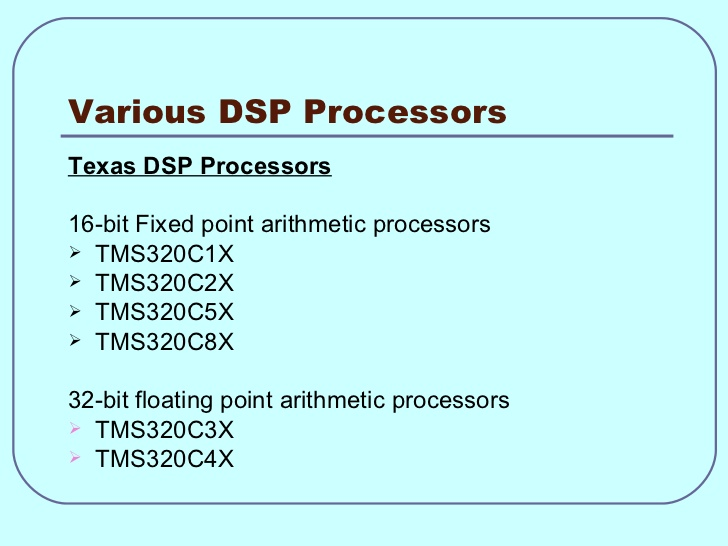 Various DSP Processors
Texas DSP Processors
16-bit Fixed point arithmetic processors
➢ TMS320C1X
➢ TMS320C2X
➢ TMS320C5X
➢ TMS320C8X
32-bit floating point arithmetic processors
➢ TMS320C3X
➢ TMS320C4X